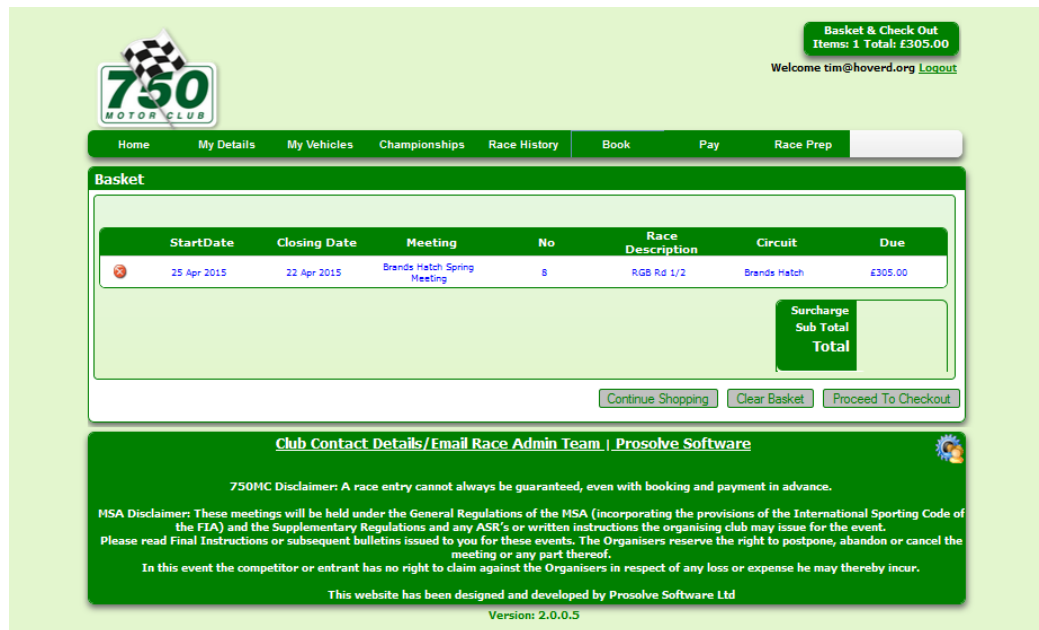 Basket & Check Out
Items: 1 Total: £305.00
Welcome tim@hoverd.org Logout
750
MOTOR CLUB
Home My Details My Vehicles Championships Race History Book Pay Race Prep
Basket
StartDate Closing Date Meeting No Race Description Circuit Due
25 Apr 2015 22 Apr 2015 Brands Hatch Spring Meeting 8 RGB Rd 1/2 Brands Hatch £305.00
Surcharge
Sub Total
Total
Continue Shopping Clear Basket Proceed To Checkout
Club Contact Details/Email Race Admin Team | Prosolve Software
750MC Disclaimer: A race entry cannot always be guaranteed, even with booking and payment in advance.
MSA Disclaimer: These meetings will be held under the General Regulations of the MSA (incorporating the provisions of the International Sporting Code of
the FIA) and the Supplementary Regulations and any ASR's or written instructions the organising club may issue for the event.
Please read Final Instructions or subsequent bulletins issued to you for these events. The Organisers reserve the right to postpone, abandon or cancel the
meeting or any part thereof.
In this event the competitor or entrant has no right to claim against the Organisers in respect of any loss or expense he may thereby incur.
This website has been designed and developed by Prosolve Software Ltd
Version: 2.0.0.5